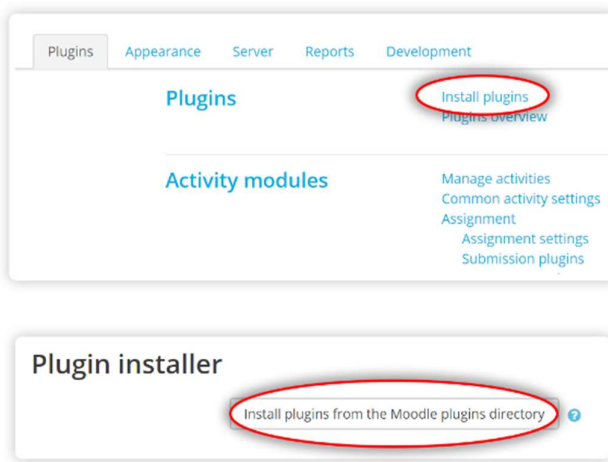 Plugins Appearance Server Reports Development
Plugins Install plugins
Plugins overview
Activity modules Manage activities
Common activity settings
Assignment
Assignment settings
Submission plugins
Plugin installer
Install plugins from the Moodle plugins directory ?